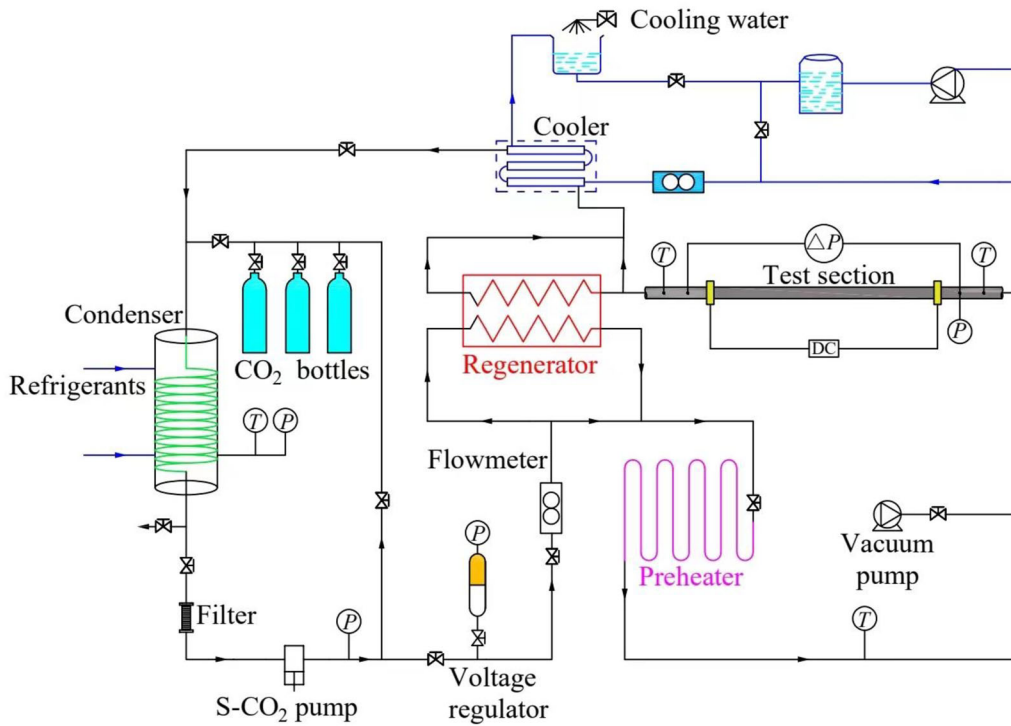 Cooling water
Cooler
△P
T
T
Test section
P
DC
Condenser
CO₂ bottles
Regenerator
Refrigerants
T
P
Flowmeter
P
Preheater
Vacuum
pump
Filter
P
T
Voltage
regulator
S-CO₂ pump